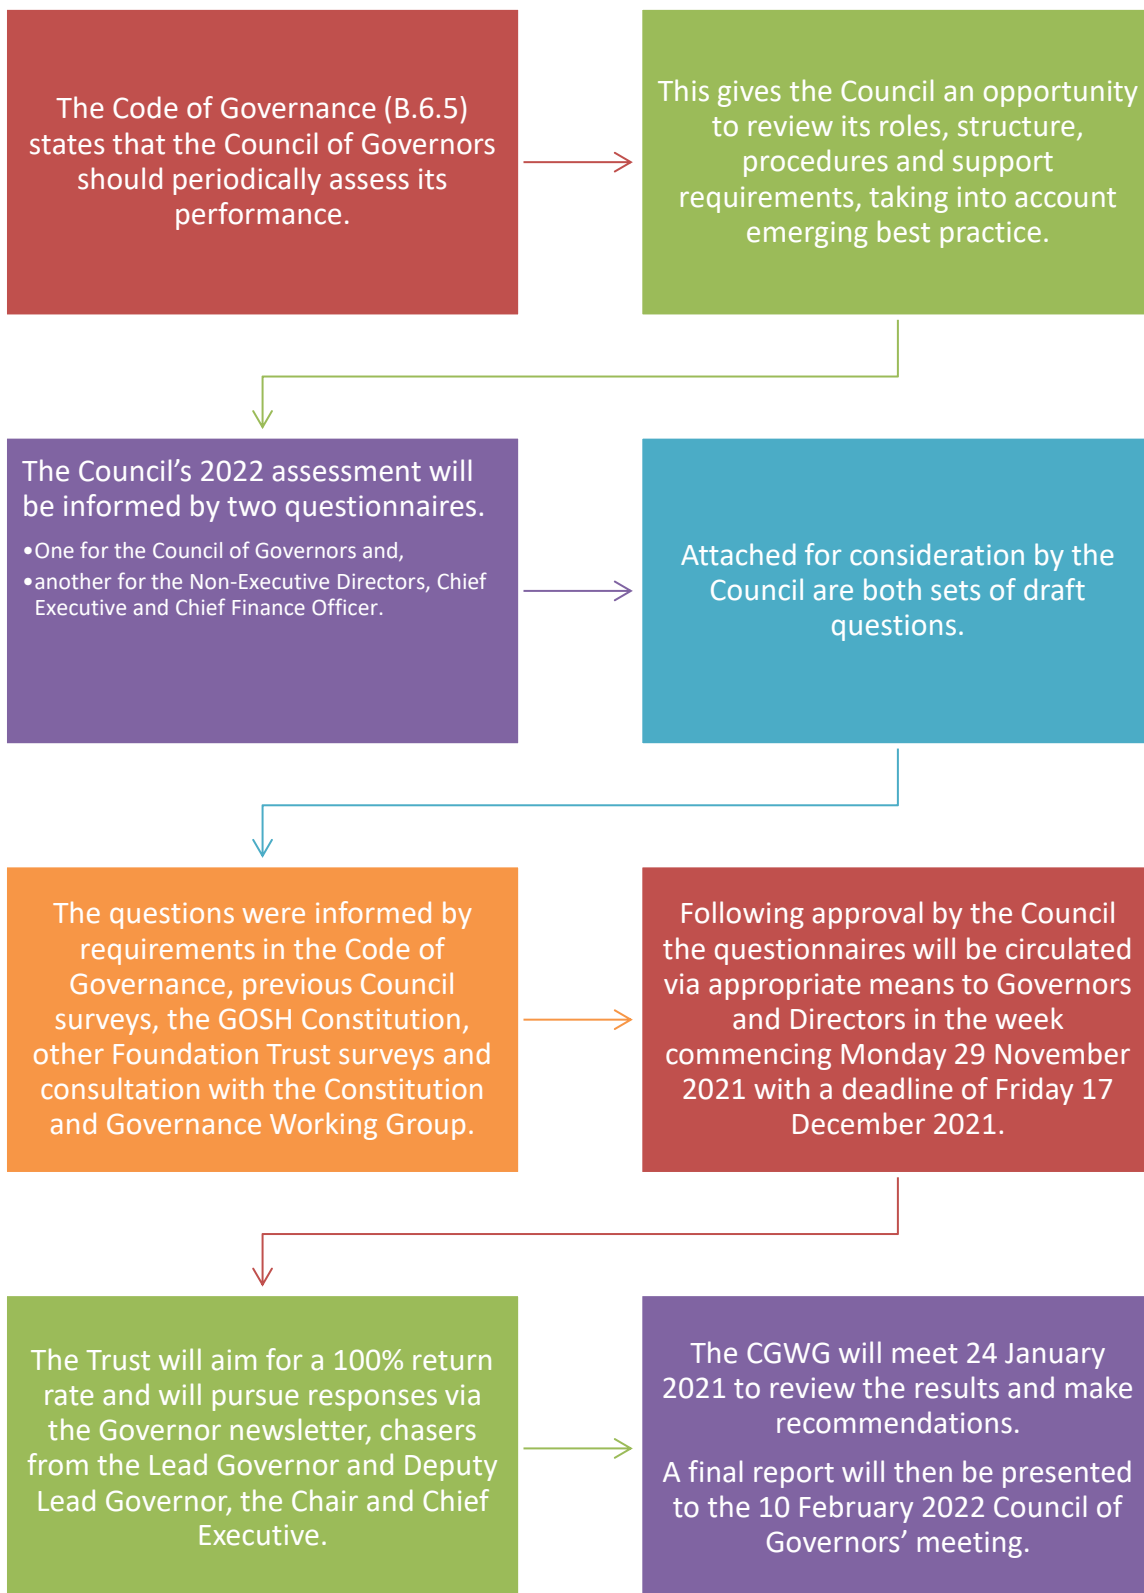 The Code of Governance (B.6.5)
states that the Council of Governors
should periodically assess its
performance.
This gives the Council an opportunity
to review its roles, structure,
procedures and support
requirements, taking into account
emerging best practice.
The Council’s 2022 assessment will
be informed by two questionnaires.
•One for the Council of Governors and,
•another for the Non-Executive Directors, Chief
Executive and Chief Finance Officer.
Attached for consideration by the
Council are both sets of draft
questions.
The questions were informed by
requirements in the Code of
Governance, previous Council
surveys, the GOSH Constitution,
other Foundation Trust surveys and
consultation with the Constitution
and Governance Working Group.
Following approval by the Council
the questionnaires will be circulated
via appropriate means to Governors
and Directors in the week
commencing Monday 29 November
2021 with a deadline of Friday 17
December 2021.
The Trust will aim for a 100% return
rate and will pursue responses via
the Governor newsletter, chasers
from the Lead Governor and Deputy
Lead Governor, the Chair and Chief
Executive.
The CGWG will meet 24 January
2021 to review the results and make
recommendations.
A final report will then be presented
to the 10 February 2022 Council of
Governors’ meeting.